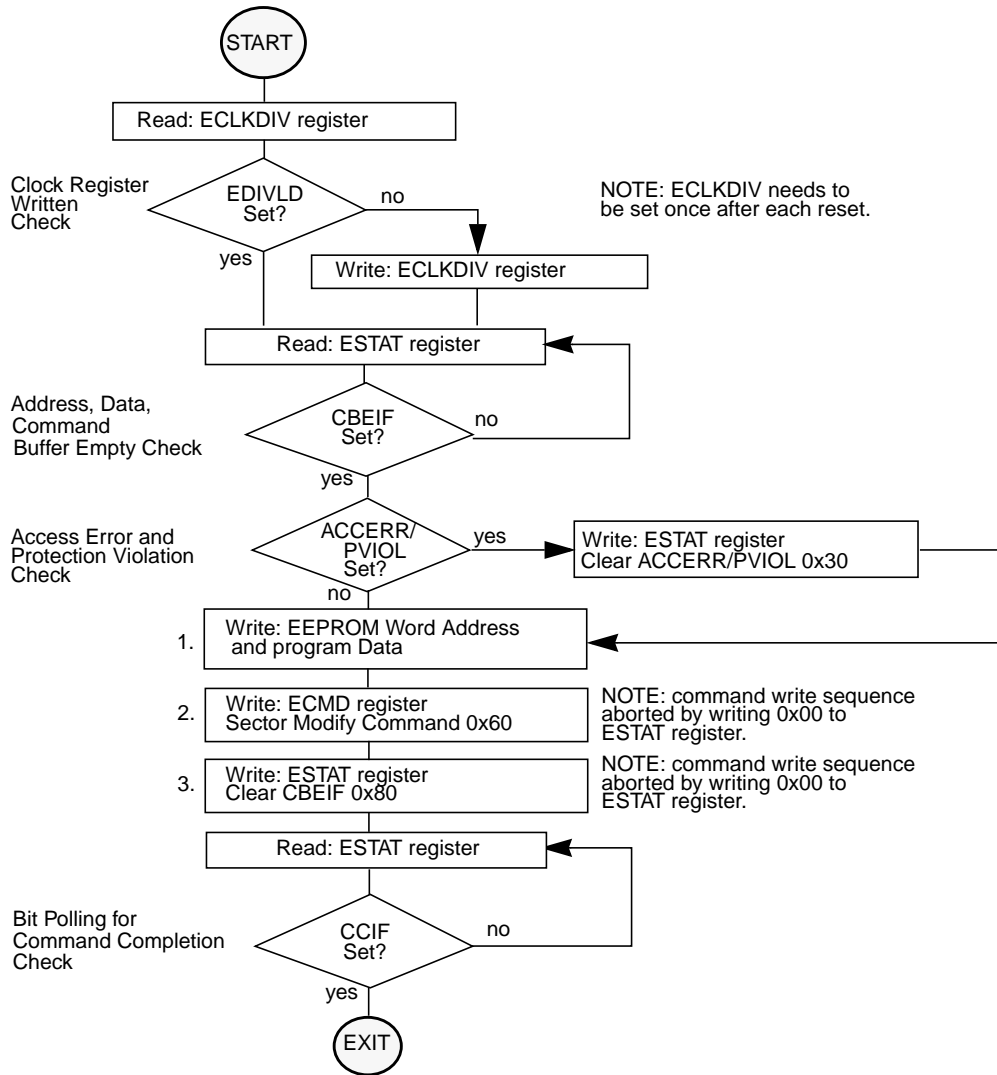 START
Read: ECLKDIV register
Clock Register
Written
Check
EDIVLD
Set?
no
yes
NOTE: ECLKDIV needs to
be set once after each reset.
Write: ECLKDIV register
Read: ESTAT register
Address, Data,
Command
Buffer Empty Check
CBEIF
Set?
no
yes
Access Error and
Protection Violation
Check
ACCERR/
PVIOL
Set?
yes
no
Write: ESTAT register
Clear ACCERR/PVIOL 0x30
1.
Write: EEPROM Word Address
and program Data
2.
Write: ECMD register
Sector Modify Command 0x60
NOTE: command write sequence
aborted by writing 0x00 to
ESTAT register.
3.
Write: ESTAT register
Clear CBEIF 0x80
NOTE: command write sequence
aborted by writing 0x00 to
ESTAT register.
Read: ESTAT register
Bit Polling for
Command Completion
Check
CCIF
Set?
no
yes
EXIT